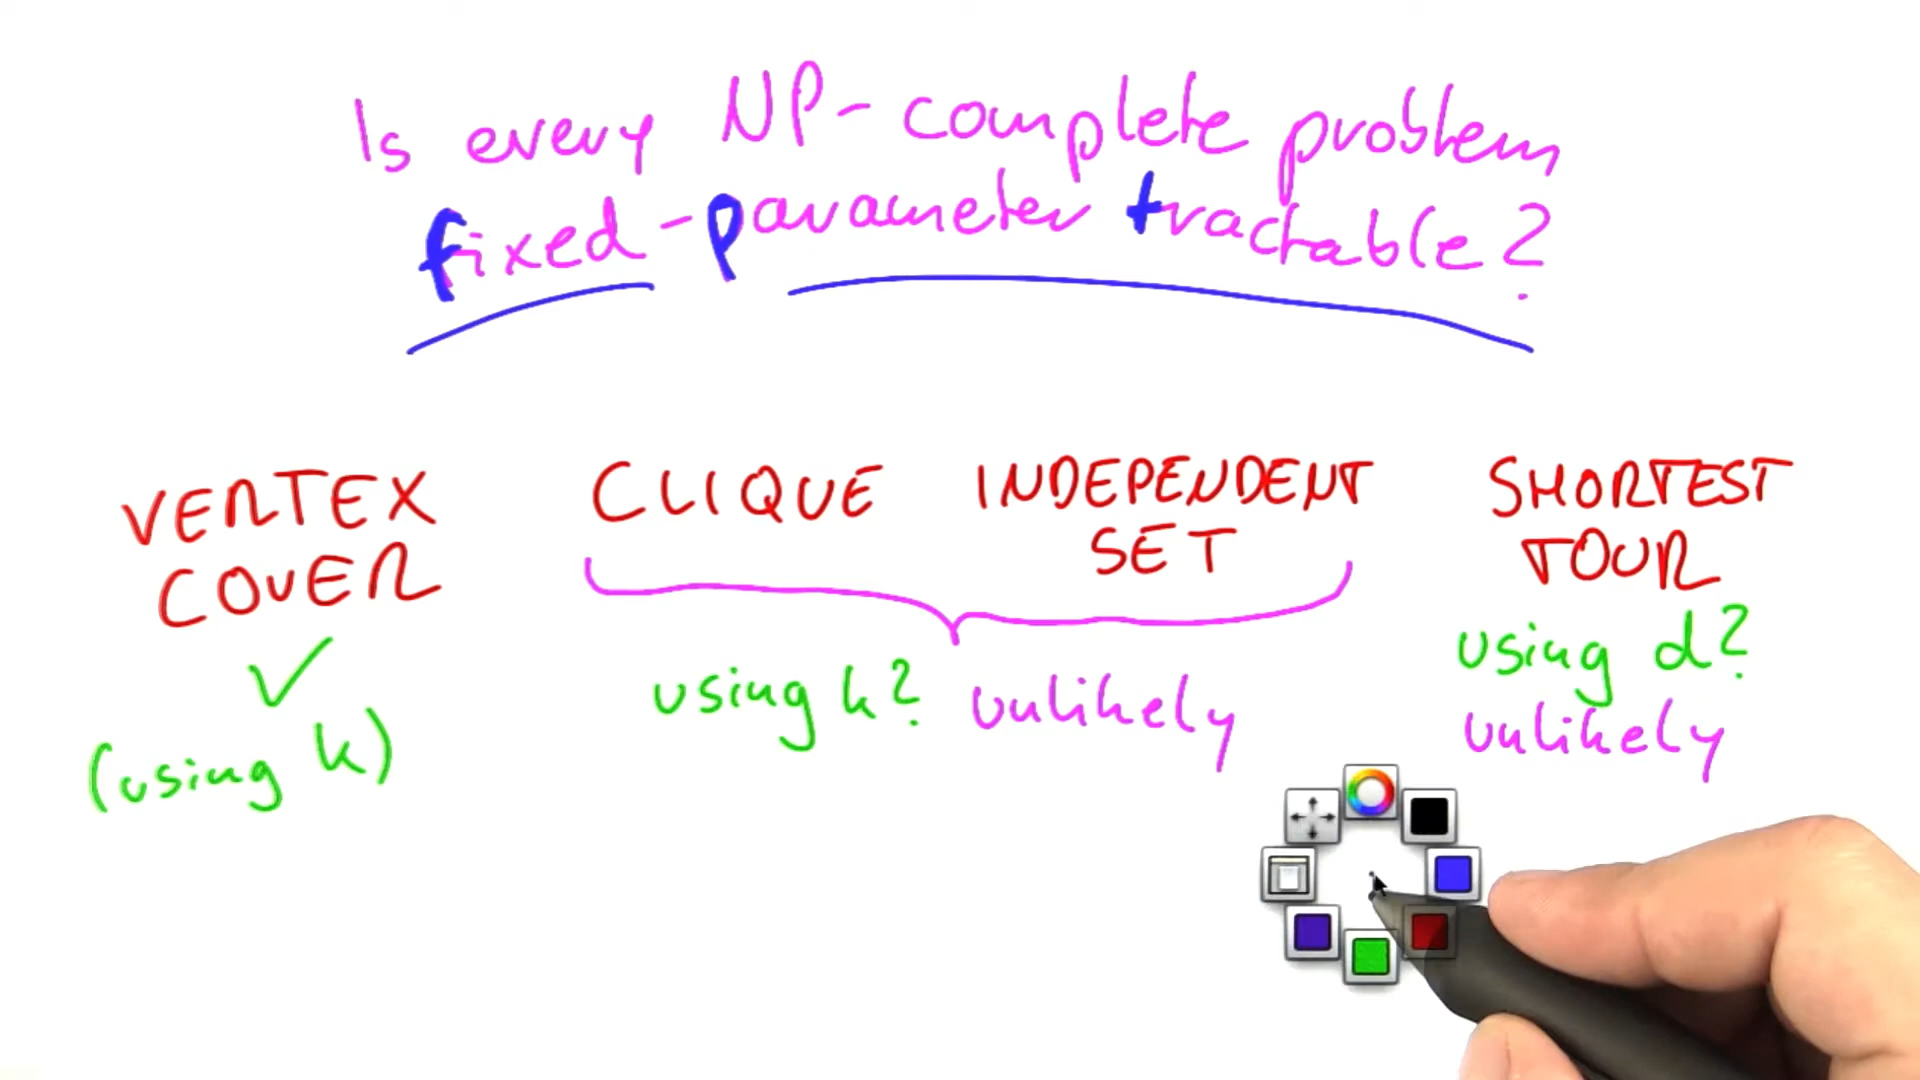 Is every NP-complete problem
fixed-parameter tractable?
VERTEX
COVER
✓
(using k)
CLIQUE
INDEPENDENT
SET
using k? unlikely
SHORTEST
TOUR
using d?
unlikely